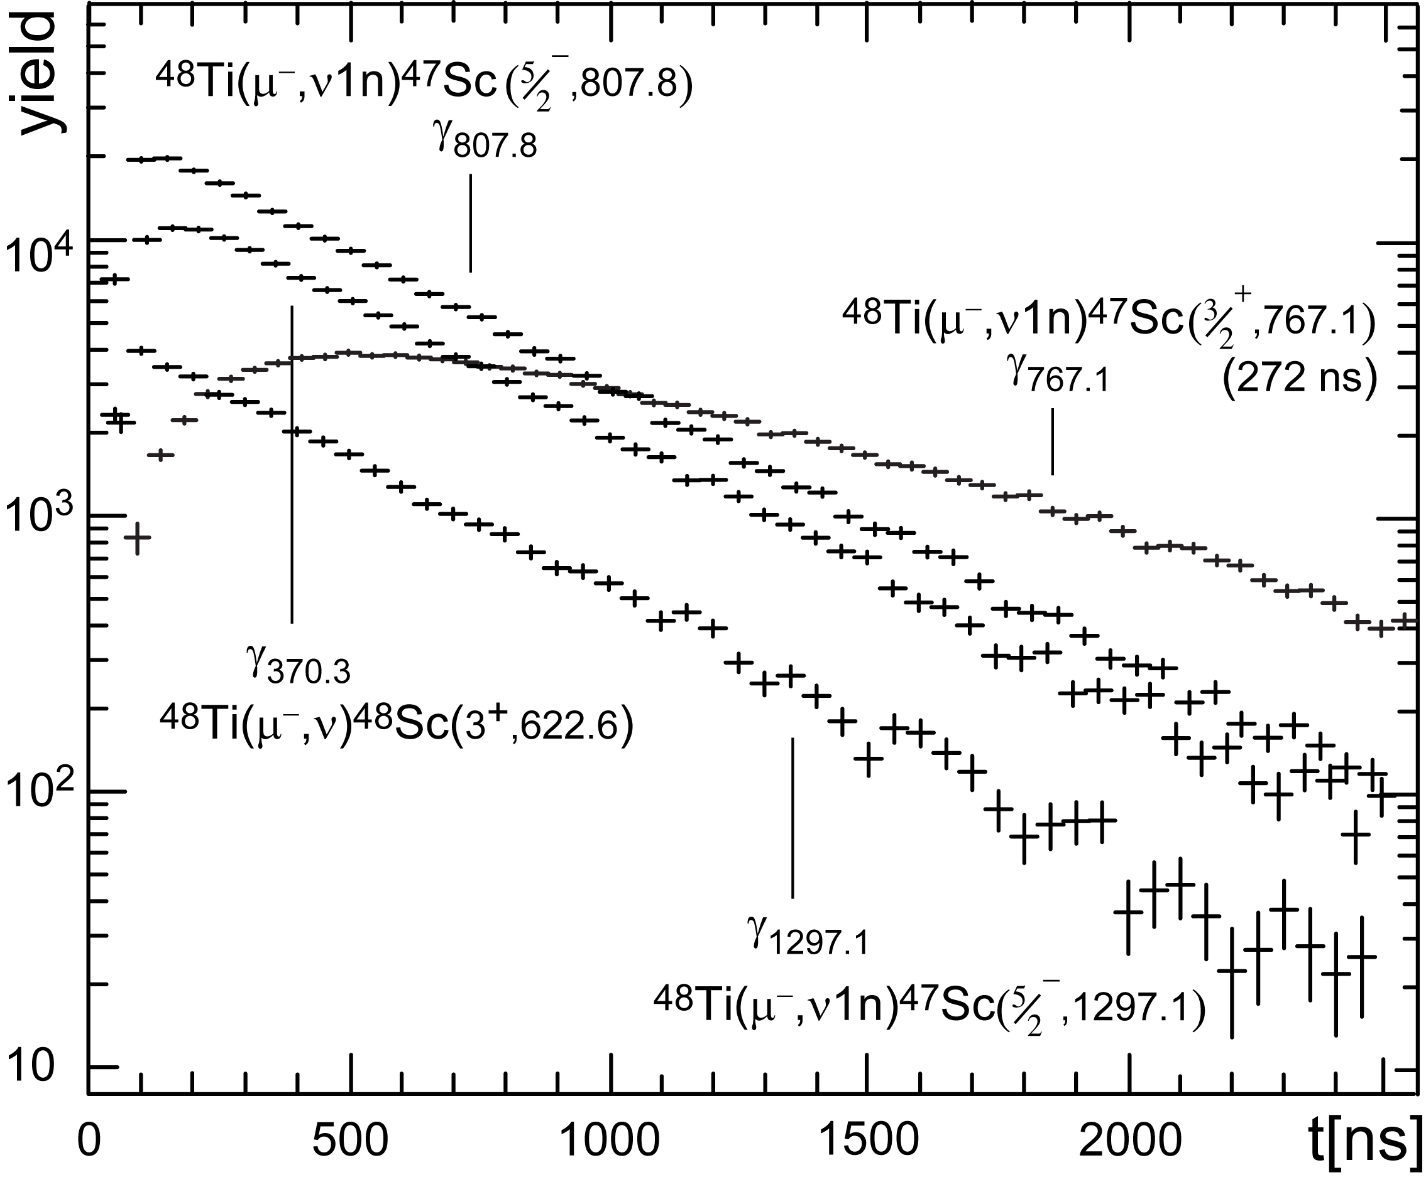 yield
⁴⁸Ti(μ⁻,ν1n)⁴⁷Sc(5/2⁻,807.8)
γ807.8
10⁴
⁴⁸Ti(μ⁻,ν1n)⁴⁷Sc(3/2⁺,767.1)
γ767.1 (272 ns)
10³
γ370.3
⁴⁸Ti(μ⁻,ν)⁴⁸Sc(3⁺,622.6)
10²
γ1297.1
⁴⁸Ti(μ⁻,ν1n)⁴⁷Sc(5/2⁻,1297.1)
10
0 500 1000 1500 2000 t[ns]